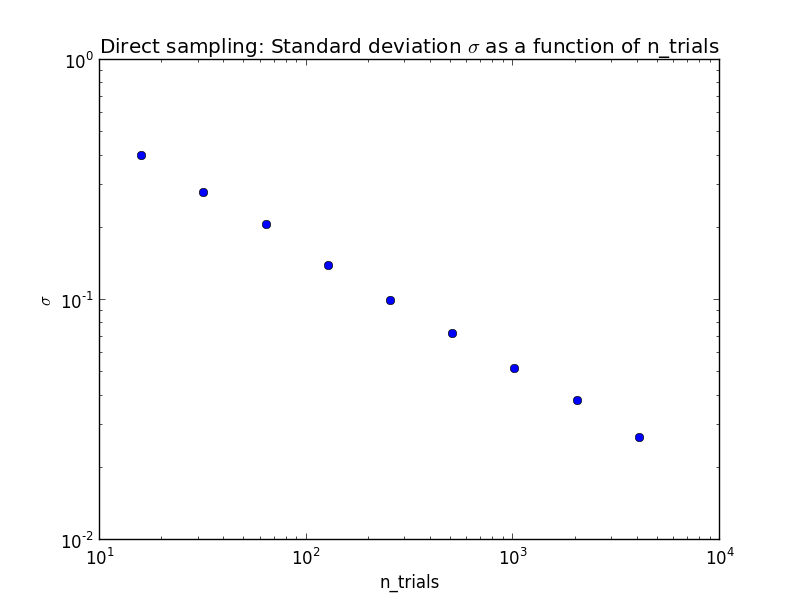 Direct sampling: Standard deviation σ as a function of n_trials
10⁰
10⁻¹
10⁻²
σ
10¹ 10² 10³ 10⁴
n_trials